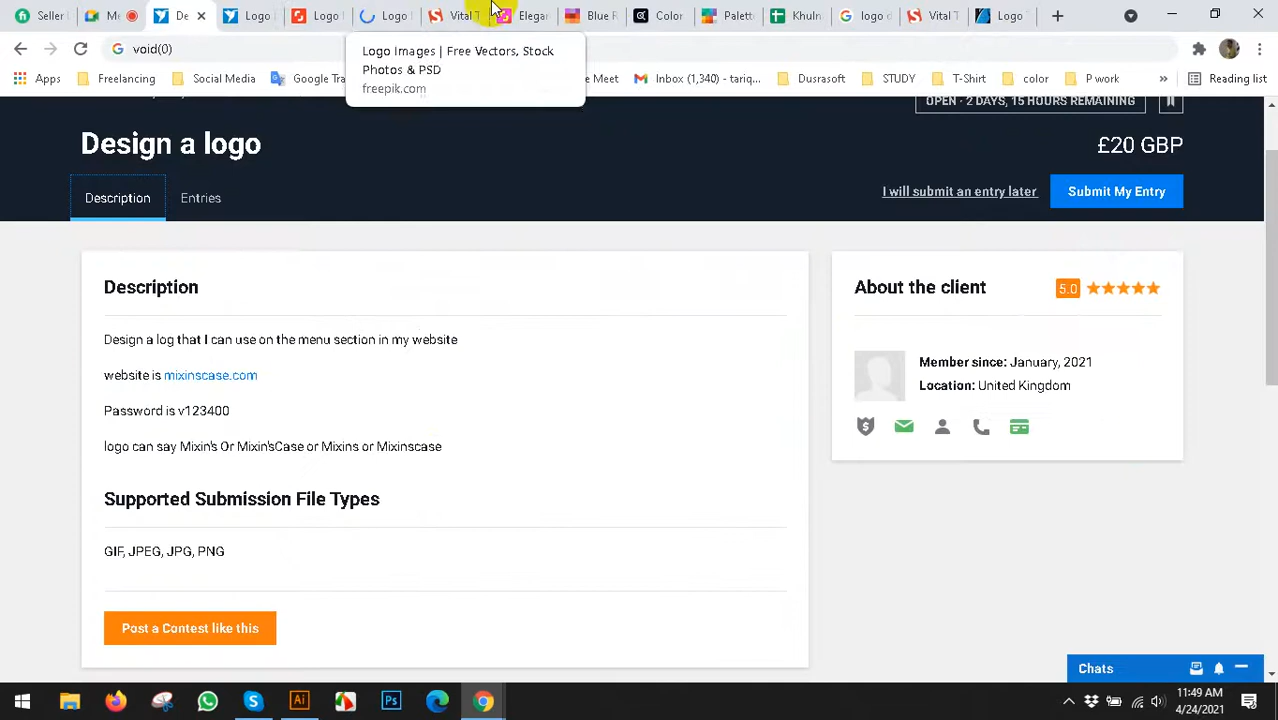 Seller
Me
De
Logo
Logo
Logo
Vital T
Elegan
Blue R
Color
Palett
Khuln
logo d
Vital T
Logo
void(0)
Logo Images | Free Vectors, Stock
Photos & PSD
freepik.com
Apps
Freelancing
Social Media
Google Tra
e Meet
Inbox (1,340) - tariq...
Dusrasoft
STUDY
T-Shirt
color
P work
»
Reading list
OPEN - 2 DAYS, 15 HOURS REMAINING
Design a logo
£20 GBP
Description
Entries
I will submit an entry later
Submit My Entry
Description
Design a log that I can use on the menu section in my website
website is mixinscase.com
Password is v123400
logo can say Mixin's Or Mixin'sCase or Mixins or Mixinscase
Supported Submission File Types
GIF, JPEG, JPG, PNG
Post a Contest like this
About the client
5.0
Member since: January, 2021
Location: United Kingdom
Chats
Ai
Ps
11:49 AM
4/24/2021